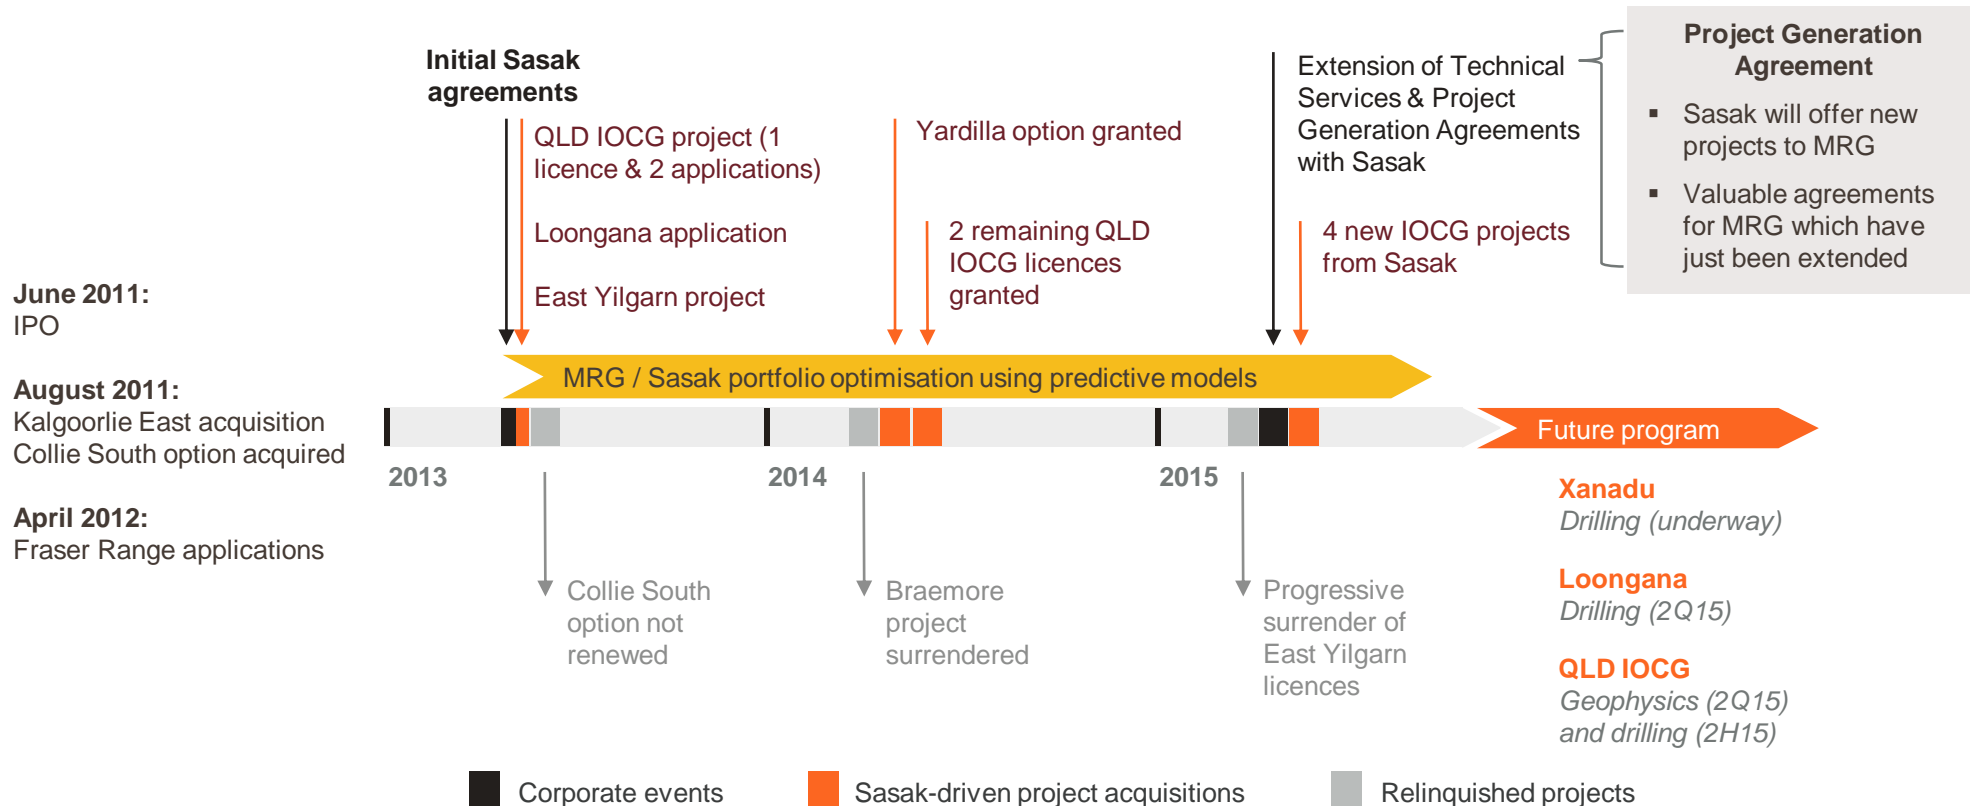 Initial Sasak
agreements
QLD IOCG project (1
licence & 2 applications)
Loongana application
East Yilgarn project
Yardilla option granted
2 remaining QLD
IOCG licences
granted
Extension of Technical
Services & Project
Generation Agreements
with Sasak
4 new IOCG projects
from Sasak
Project Generation
Agreement
▪ Sasak will offer new
projects to MRG
▪ Valuable agreements
for MRG which have
just been extended
June 2011:
IPO
August 2011:
Kalgoorlie East acquisition
Collie South option acquired
April 2012:
Fraser Range applications
MRG / Sasak portfolio optimisation using predictive models
2013
2014
2015
Future program
Collie South
option not
renewed
Braemore
project
surrendered
Progressive
surrender of
East Yilgarn
licences
Xanadu
Drilling (underway)
Loongana
Drilling (2Q15)
QLD IOCG
Geophysics (2Q15)
and drilling (2H15)
Corporate events
Sasak-driven project acquisitions
Relinquished projects